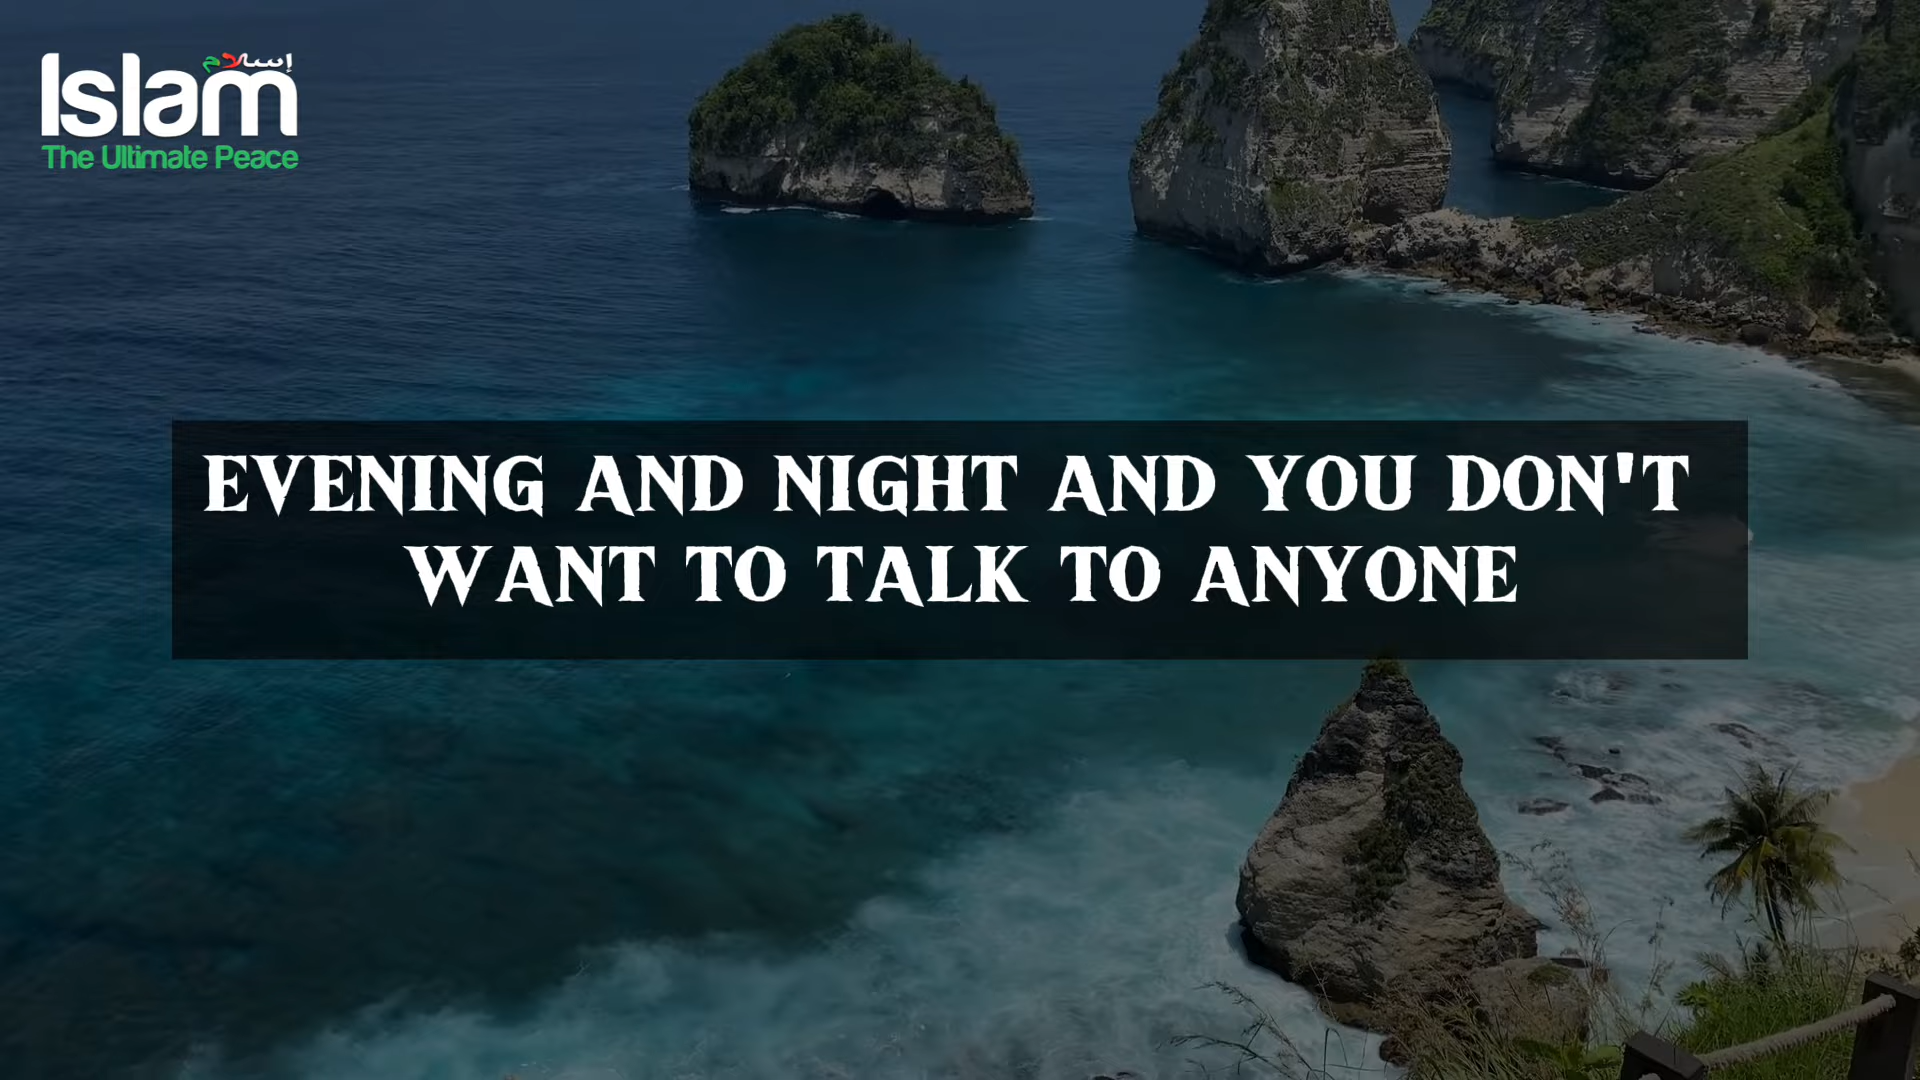 إسلام
Islam
The Ultimate Peace
EVENING AND NIGHT AND YOU DON'T
WANT TO TALK TO ANYONE